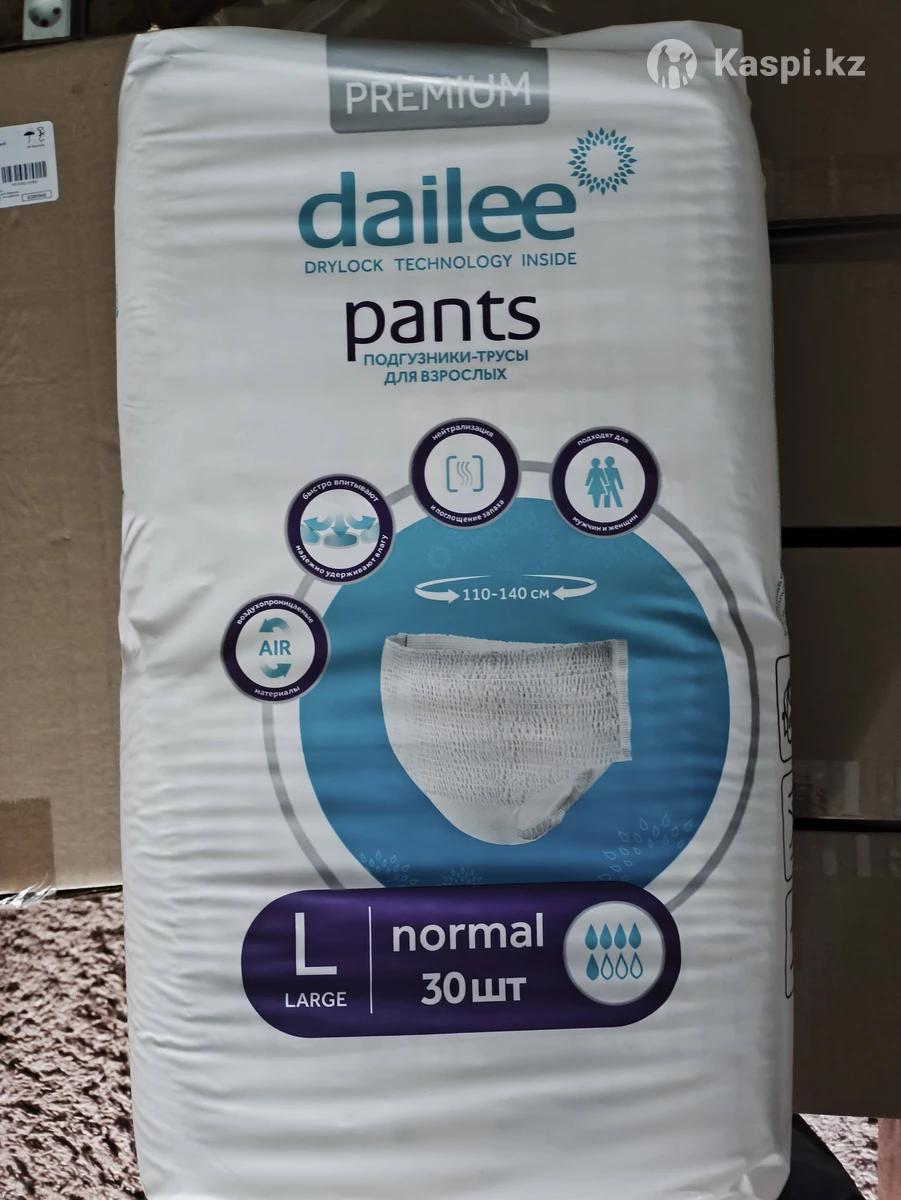 Kaspi.kz
PREMIUM
dailee
DRYLOCK TECHNOLOGY INSIDE
pants
ПОДГУЗНИКИ-ТРУСЫ
ДЛЯ ВЗРОСЛЫХ
нейтрализация
и поглощение запаха
подходят для
мужчин и женщин
быстро впитывают
надежно удерживают влагу
воздухопроницаемые
AIR
материалы
110-140 см
L
LARGE
normal
30 шт